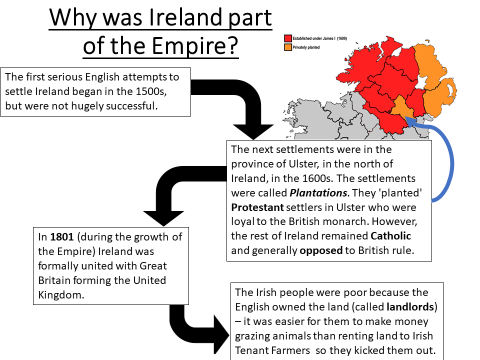 Why was Ireland part
of the Empire?
Established under James I (1609)
Privately planted
The first serious English attempts to
settle Ireland began in the 1500s,
but were not hugely successful.
The next settlements were in the
province of Ulster, in the north of
Ireland, in the 1600s. The settlements
were called Plantations. They 'planted'
Protestant settlers in Ulster who were
loyal to the British monarch. However,
the rest of Ireland remained Catholic
and generally opposed to British rule.
In 1801 (during the growth of
the Empire) Ireland was
formally united with Great
Britain forming the United
Kingdom.
The Irish people were poor because the
English owned the land (called landlords)
– it was easier for them to make money
grazing animals than renting land to Irish
Tenant Farmers so they kicked them out.